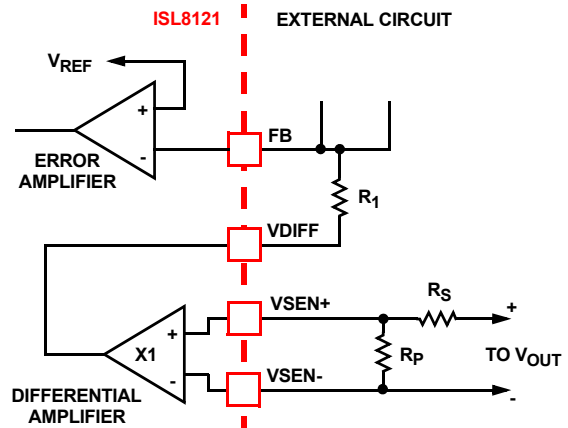 ISL8121 EXTERNAL CIRCUIT
VREF
+
-
FB
ERROR
AMPLIFIER
R1
VDIFF
VSEN+
RS
+
+
X1
RP
TO VOUT
-
VSEN-
-
DIFFERENTIAL
AMPLIFIER